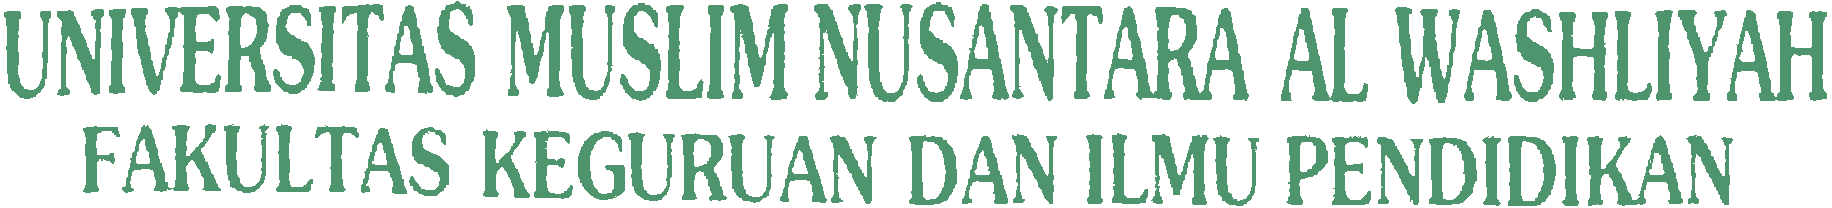 UNIVERSITAS MUSLIM NUSANTARA AL WASHLIYAH
FAKULTAS KEGURUAN DAN ILMU PENDIDIKAN